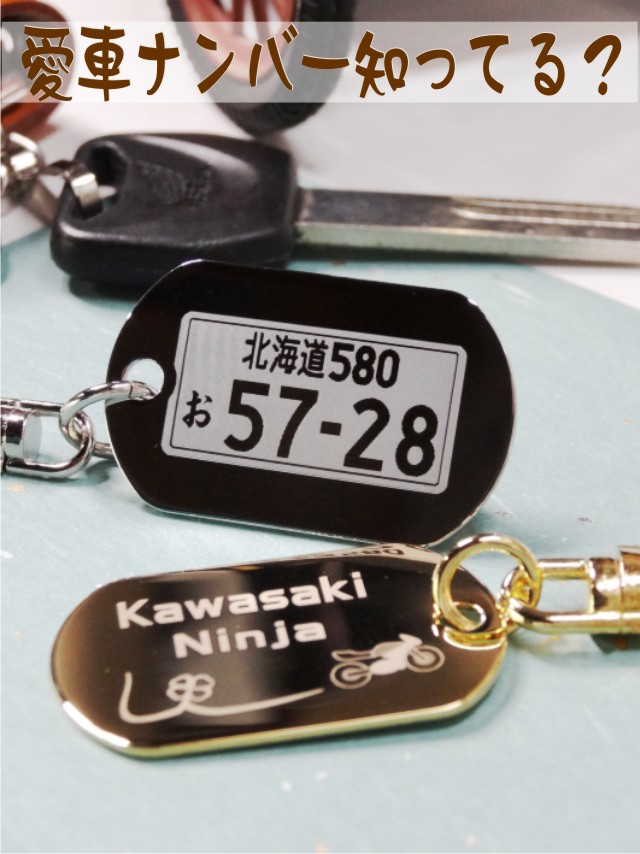 愛車ナンバー知ってる？
北海道580
お 57-28
Kawasaki
Ninja